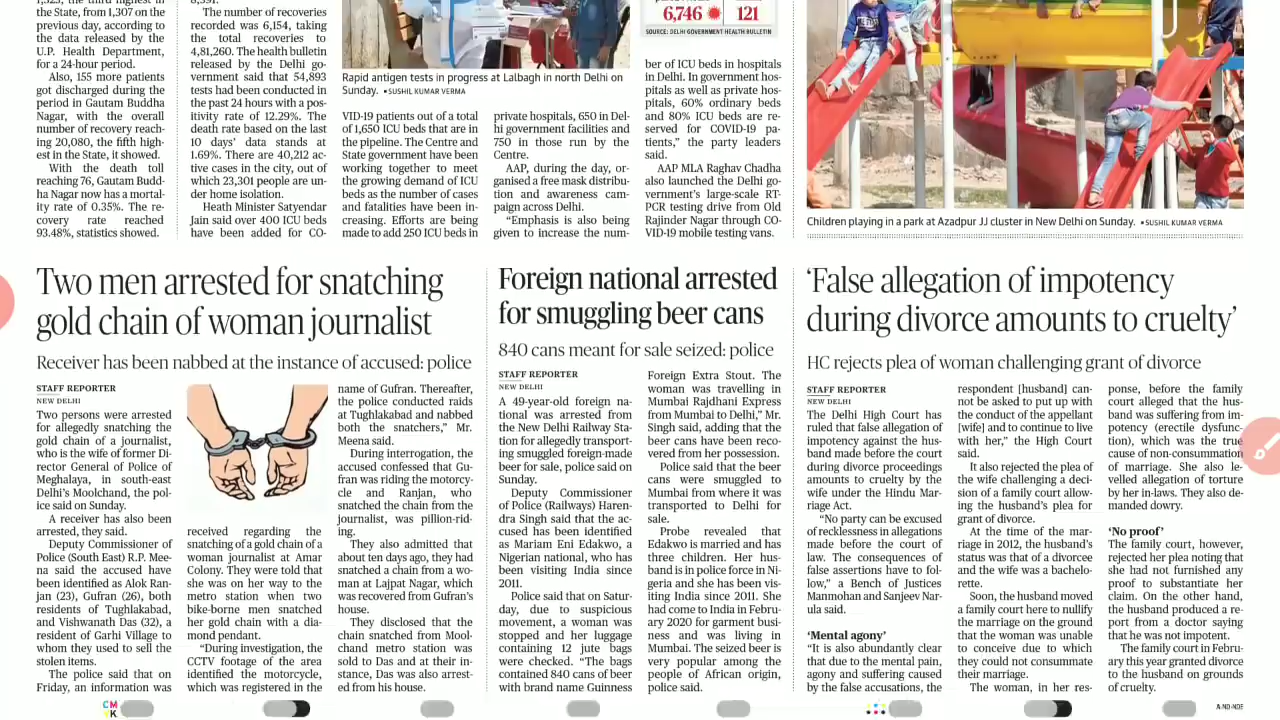 1,323, the third highest in
the State, from 1,307 on the
previous day, according to
the data released by the
U.P. Health Department,
for a 24-hour period.
Also, 155 more patients
got discharged during the
period in Gautam Buddha
Nagar, with the overall
number of recovery reach-
ing 20,080, the fifth high-
est in the State, it showed.
With the death toll
reaching 76, Gautam Bud-
dha Nagar now has a mortal-
ity rate of 0.35%. The re-
covery rate reached
93.48%, statistics showed.
The number of recoveries
recorded was 6,154, taking
the total recoveries to
4,81,260. The health bulletin
released by the Delhi go-
vernment said that 54,893
tests had been conducted in
the past 24 hours with a pos-
itivity rate of 12.29%. The
death rate based on the last
10 days’ data stands at
1.69%. There are 40,212 ac-
tive cases in the city, out of
which 23,301 people are un-
der home isolation.
Heath Minister Satyendar
Jain said over 400 ICU beds
have been added for CO-
Rapid antigen tests in progress at Lalbagh in north Delhi on
Sunday. ▪ SUSHIL KUMAR VERMA
VID-19 patients out of a total
of 1,650 ICU beds that are in
the pipeline. The Centre and
State government have been
working together to meet
the growing demand of ICU
beds as the number of cases
and fatalities have been in-
creasing. Efforts are being
made to add 250 ICU beds in
private hospitals, 650 in Del-
hi government facilities and
750 in those run by the
Centre.
AAP, during the day, or-
ganised a free mask distribu-
tion and awareness cam-
paign across Delhi.
“Emphasis is also being
given to increase the num-
6,746 121
SOURCE: DELHI GOVERNMENT HEALTH BULLETIN
ber of ICU beds in hospitals
in Delhi. In government hos-
pitals as well as private hos-
pitals, 60% ordinary beds
and 80% ICU beds are re-
served for COVID-19 pa-
tients,” the party leaders
said.
AAP MLA Raghav Chadha
also launched the Delhi go-
vernment’s large-scale RT-
PCR testing drive from Old
Rajinder Nagar through CO-
VID-19 mobile testing vans.
Children playing in a park at Azadpur JJ cluster in New Delhi on Sunday. ▪ SUSHIL KUMAR VERMA
Two men arrested for snatching
gold chain of woman journalist
Receiver has been nabbed at the instance of accused: police
STAFF REPORTER
NEW DELHI
Two persons were arrested
for allegedly snatching the
gold chain of a journalist,
who is the wife of former Di-
rector General of Police of
Meghalaya, in south-east
Delhi’s Moolchand, the pol-
ice said on Sunday.
A receiver has also been
arrested, they said.
Deputy Commissioner of
Police (South East) R.P. Mee-
na said the accused have
been identified as Alok Ran-
jan (23), Gufran (26), both
residents of Tughlakabad,
and Vishwanath Das (32), a
resident of Garhi Village to
whom they used to sell the
stolen items.
The police said that on
Friday, an information was
received regarding the
snatching of a gold chain of a
woman journalist at Amar
Colony. They were told that
she was on her way to the
metro station when two
bike-borne men snatched
her gold chain with a dia-
mond pendant.
“During investigation, the
CCTV footage of the area
identified the motorcycle,
which was registered in the
name of Gufran. Thereafter,
the police conducted raids
at Tughlakabad and nabbed
both the snatchers,” Mr.
Meena said.
During interrogation, the
accused confessed that Gu-
fran was riding the motorcy-
cle and Ranjan, who
snatched the chain from the
journalist, was pillion-rid-
ing.
They also admitted that
about ten days ago, they had
snatched a chain from a wo-
man at Lajpat Nagar, which
was recovered from Gufran’s
house.
They disclosed that the
chain snatched from Mool-
chand metro station was
sold to Das and at their in-
stance, Das was also arrest-
ed from his house.
Foreign national arrested
for smuggling beer cans
840 cans meant for sale seized: police
STAFF REPORTER
NEW DELHI
A 49-year-old foreign na-
tional was arrested from
the New Delhi Railway Sta-
tion for allegedly transport-
ing smuggled foreign-made
beer for sale, police said on
Sunday.
Deputy Commissioner
of Police (Railways) Haren-
dra Singh said that the ac-
cused has been identified
as Mariam Eni Edakwo, a
Nigerian national, who has
been visiting India since
2011.
Police said that on Satur-
day, due to suspicious
movement, a woman was
stopped and her luggage
containing 12 jute bags
were checked. “The bags
contained 840 cans of beer
with brand name Guinness
Foreign Extra Stout. The
woman was travelling in
Mumbai Rajdhani Express
from Mumbai to Delhi,” Mr.
Singh said, adding that the
beer cans have been reco-
vered from her possession.
Police said that the beer
cans were smuggled to
Mumbai from where it was
transported to Delhi for
sale.
Probe revealed that
Edakwo is married and has
three children. Her hus-
band is in police force in Ni-
geria and she has been vis-
iting India since 2011. She
had come to India in Febru-
ary 2020 for garment busi-
ness and was living in
Mumbai. The seized beer is
very popular among the
people of African origin,
police said.
‘False allegation of impotency
during divorce amounts to cruelty’
HC rejects plea of woman challenging grant of divorce
STAFF REPORTER
NEW DELHI
The Delhi High Court has
ruled that false allegation of
impotency against the hus-
band made before the court
during divorce proceedings
amounts to cruelty by the
wife under the Hindu Mar-
riage Act.
“No party can be excused
of recklessness in allegations
made before the court of
law. The consequences of
false assertions have to fol-
low,” a Bench of Justices
Manmohan and Sanjeev Nar-
ula said.
‘Mental agony’
“It is also abundantly clear
that due to the mental pain,
agony and suffering caused
by the false accusations, the
respondent [husband] can-
not be asked to put up with
the conduct of the appellant
[wife] and to continue to live
with her,” the High Court
said.
It also rejected the plea of
the wife challenging a deci-
sion of a family court allow-
ing the husband’s plea for
grant of divorce.
At the time of the mar-
riage in 2012, the husband’s
status was that of a divorcee
and the wife was a bachelo-
rette.
Soon, the husband moved
a family court here to nullify
the marriage on the ground
that the woman was unable
to conceive due to which
they could not consummate
their marriage.
The woman, in her res-
ponse, before the family
court alleged that the hus-
band was suffering from im-
potency (erectile dysfunc-
tion), which was the true
cause of non-consummation
of marriage. She also le-
velled allegation of torture
by her in-laws. They also de-
manded dowry.
‘No proof’
The family court, however,
rejected her plea noting that
she had not furnished any
proof to substantiate her
claim. On the other hand,
the husband produced a re-
port from a doctor saying
that he was not impotent.
The family court in Febru-
ary this year granted divorce
to the husband on grounds
of cruelty.
CM
YK
A-ND-NDE